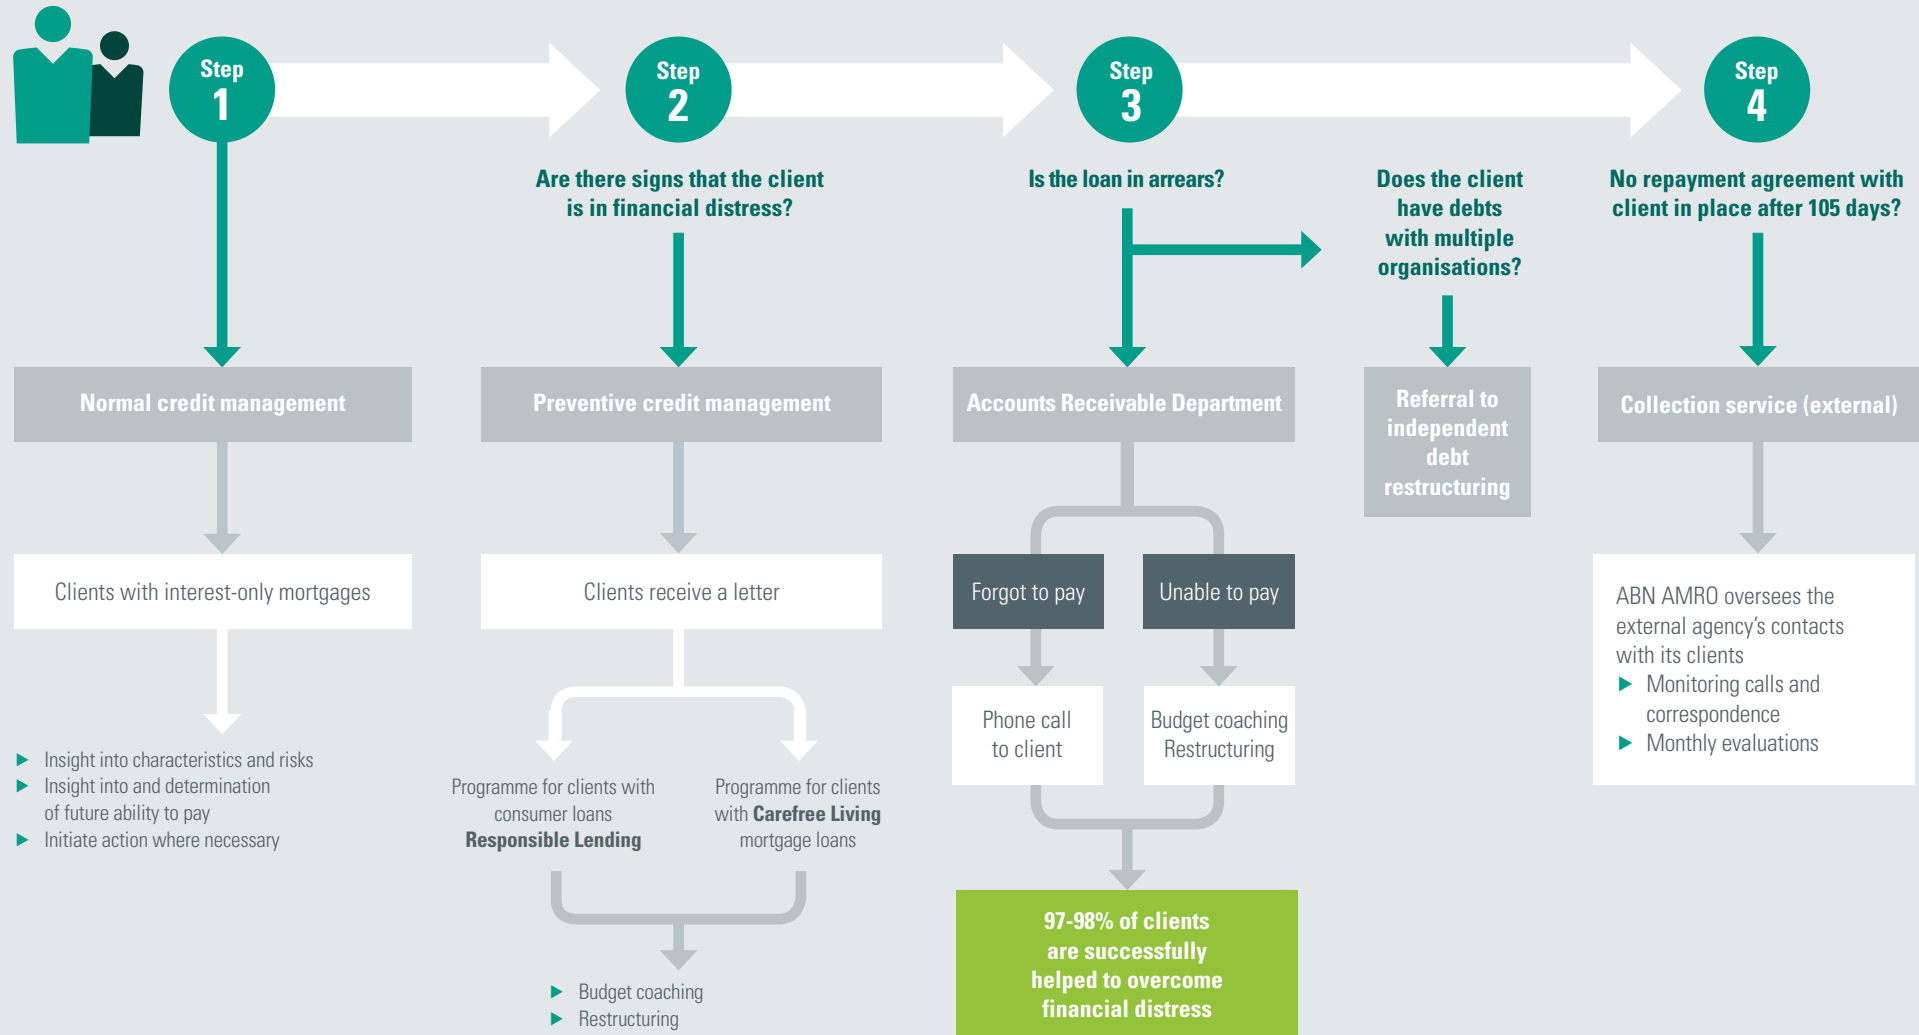 Step
1
Step
2
Step
3
Step
4
Are there signs that the client
is in financial distress?
Is the loan in arrears?
Does the client
have debts
with multiple
organisations?
No repayment agreement with
client in place after 105 days?
Normal credit management
Preventive credit management
Accounts Receivable Department
Referral to
independent
debt
restructuring
Collection service (external)
Clients with interest-only mortgages
Clients receive a letter
Forgot to pay
Unable to pay
ABN AMRO oversees the
external agency's contacts
with its clients
Monitoring calls and
correspondence
Monthly evaluations
Phone call
to client
Budget coaching
Restructuring
Insight into characteristics and risks
Insight into and determination
of future ability to pay
Initiate action where necessary
Programme for clients with
consumer loans
Responsible Lending
Programme for clients
with Carefree Living
mortgage loans
97-98% of clients
are successfully
helped to overcome
financial distress
Budget coaching
Restructuring